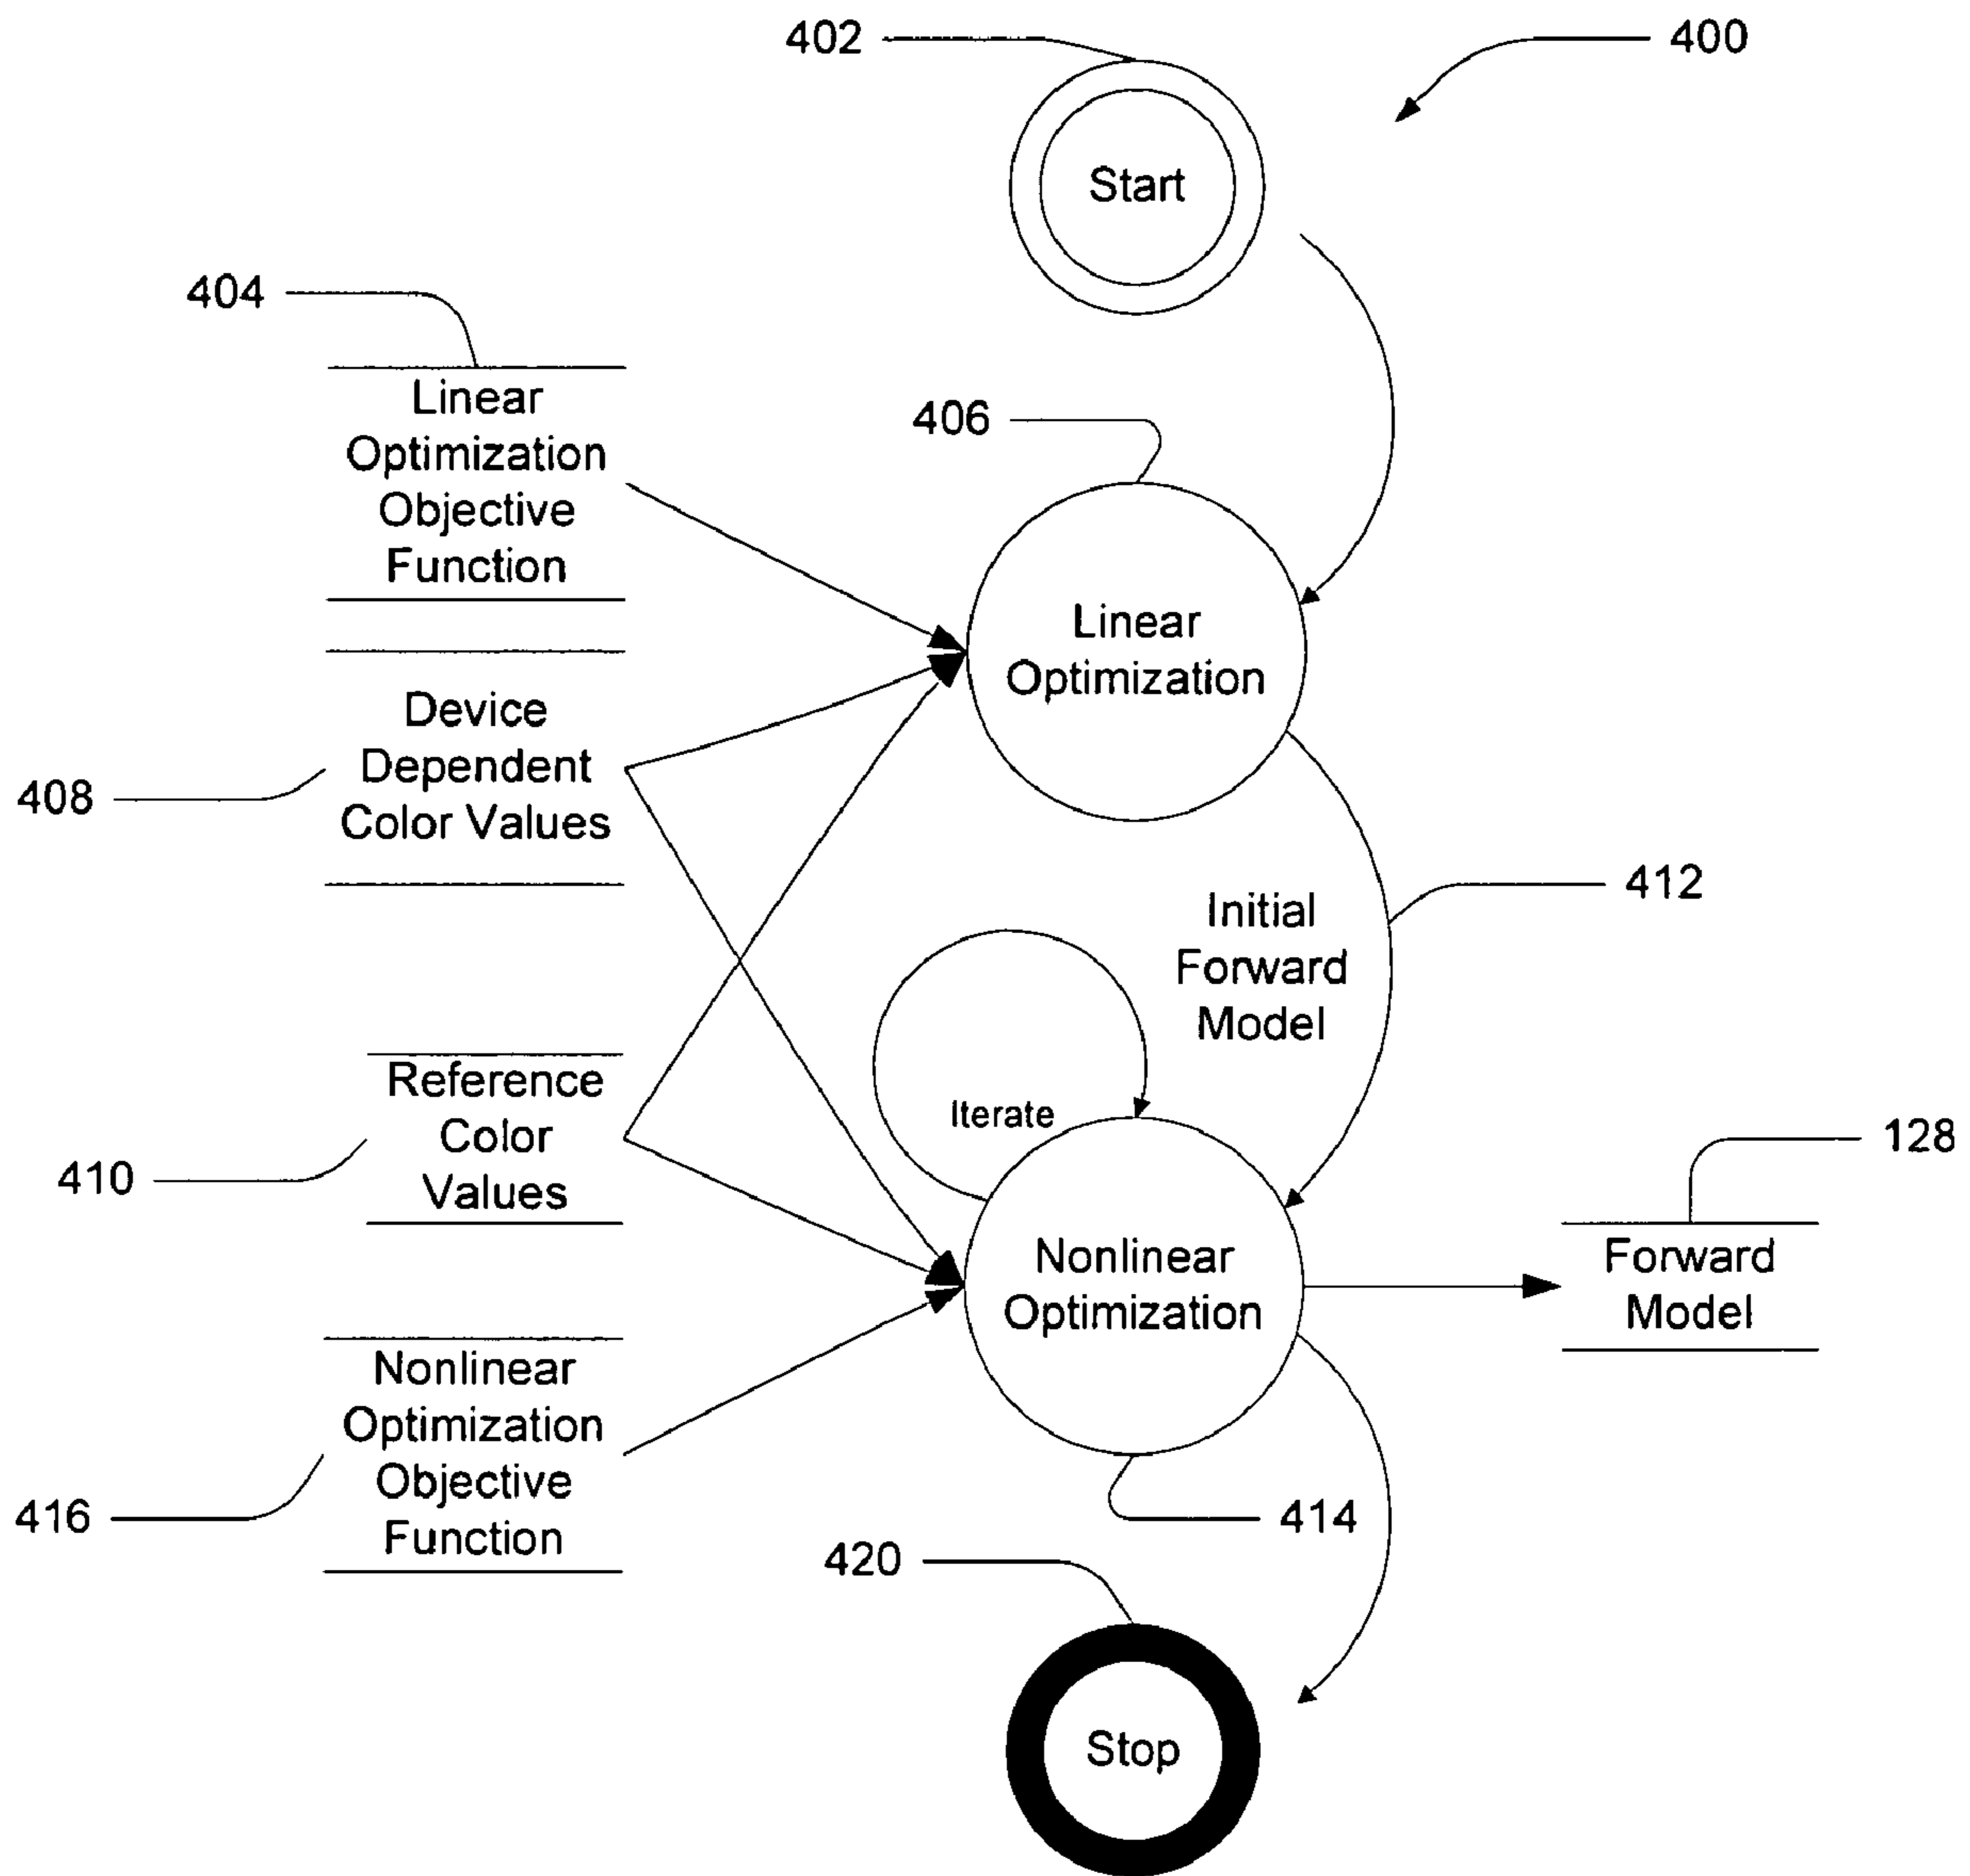 402
400
Start
404
Linear
Optimization
Objective
Function
406
Linear
Optimization
Device
Dependent
Color Values
408
412
Initial
Forward
Model
Reference
Color
Values
410
Iterate
128
Nonlinear
Optimization
Forward
Model
Nonlinear
Optimization
Objective
Function
416
414
420
Stop